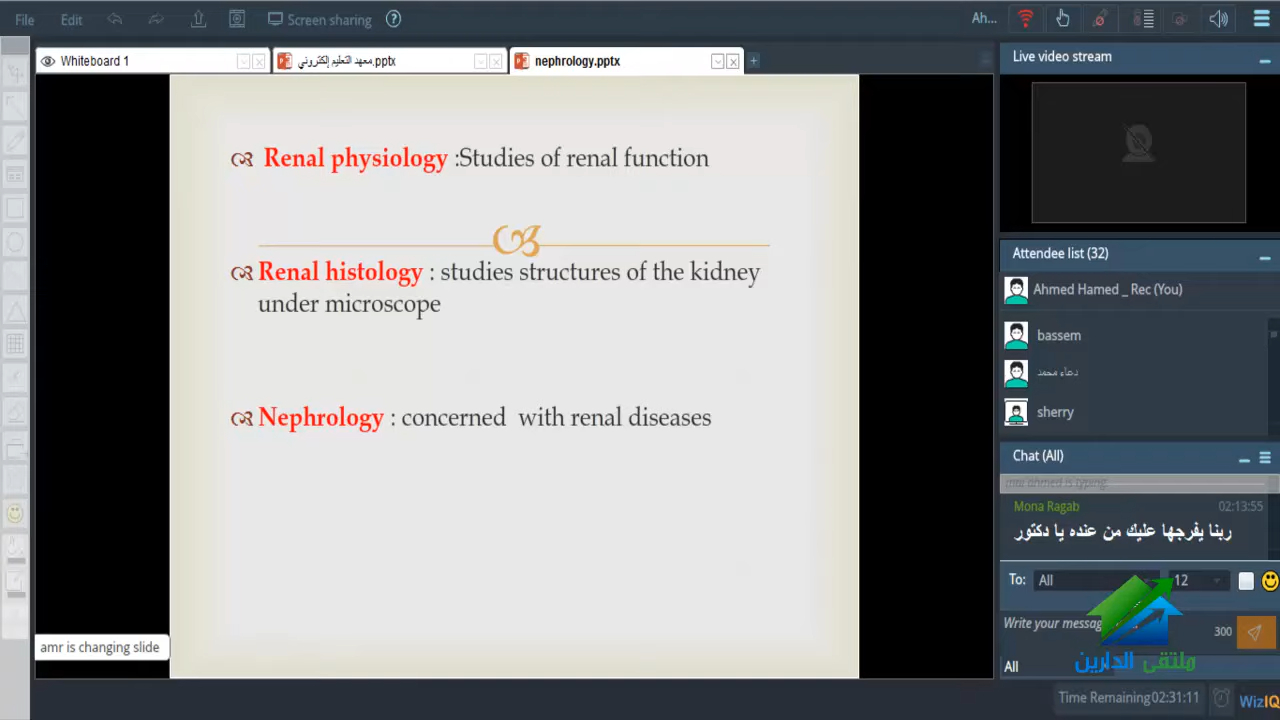 File Edit Screen sharing ? Ah...
Whiteboard 1
معهد التعليم إلكتروني.pptx
nephrology.pptx
Live video stream
Renal physiology :Studies of renal function
Renal histology : studies structures of the kidney
under microscope
Nephrology : concerned with renal diseases
Attendee list (32)
Ahmed Hamed _ Rec (You)
bassem
دعاء محمد
sherry
Chat (All)
Mona Ragab 02:13:55
ربنا يفرجها عليك من عنده يا دكتور
To: All 12
Write your messag
300
ملتقى الدارين
All
amr is changing slide
Time Remaining 02:31:11
WizIQ